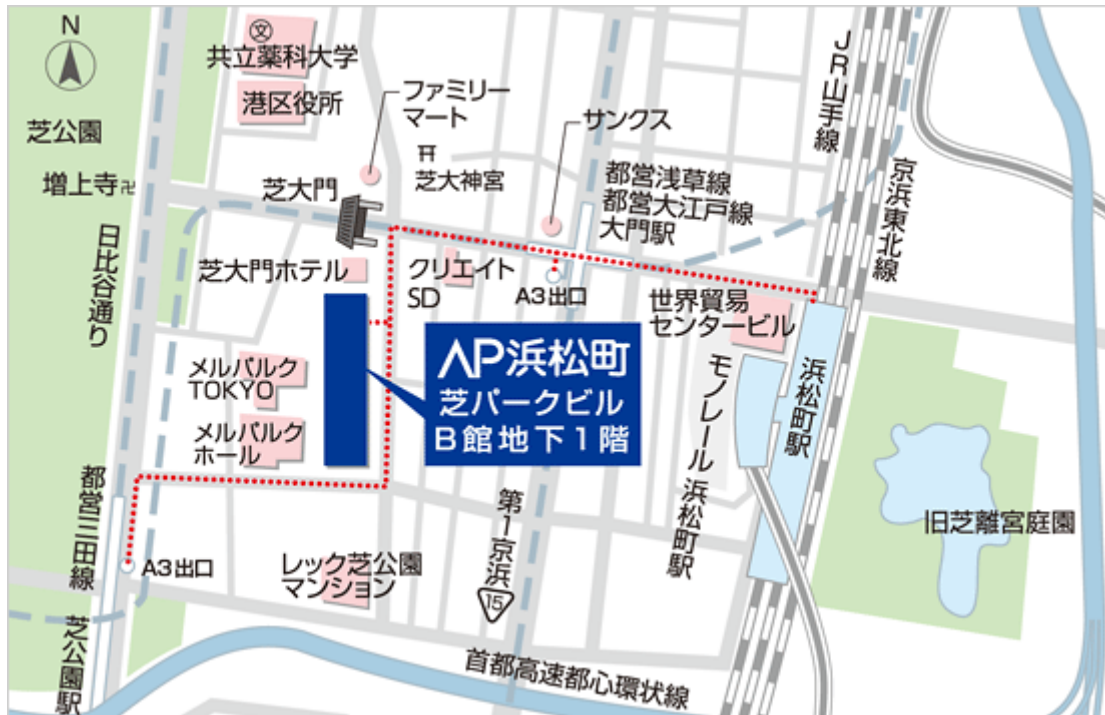 N
文
共立薬科大学
港区役所
芝公園
増上寺卍
ファミリー
マート
サンクス
芝大神宮
芝大門
都営浅草線
都営大江戸線
大門駅
JR山手線
京浜東北線
日比谷通り
芝大門ホテル
クリエイト
SD
A3出口
世界貿易
センタービル
AP浜松町
芝パークビル
B館地下1階
メルパルク
TOKYO
メルパルク
ホール
モノレール浜松町駅
浜松町駅
旧芝離宮庭園
都営三田線
芝公園駅
A3出口
レック芝公園
マンション
第1京浜
15
首都高速都心環状線